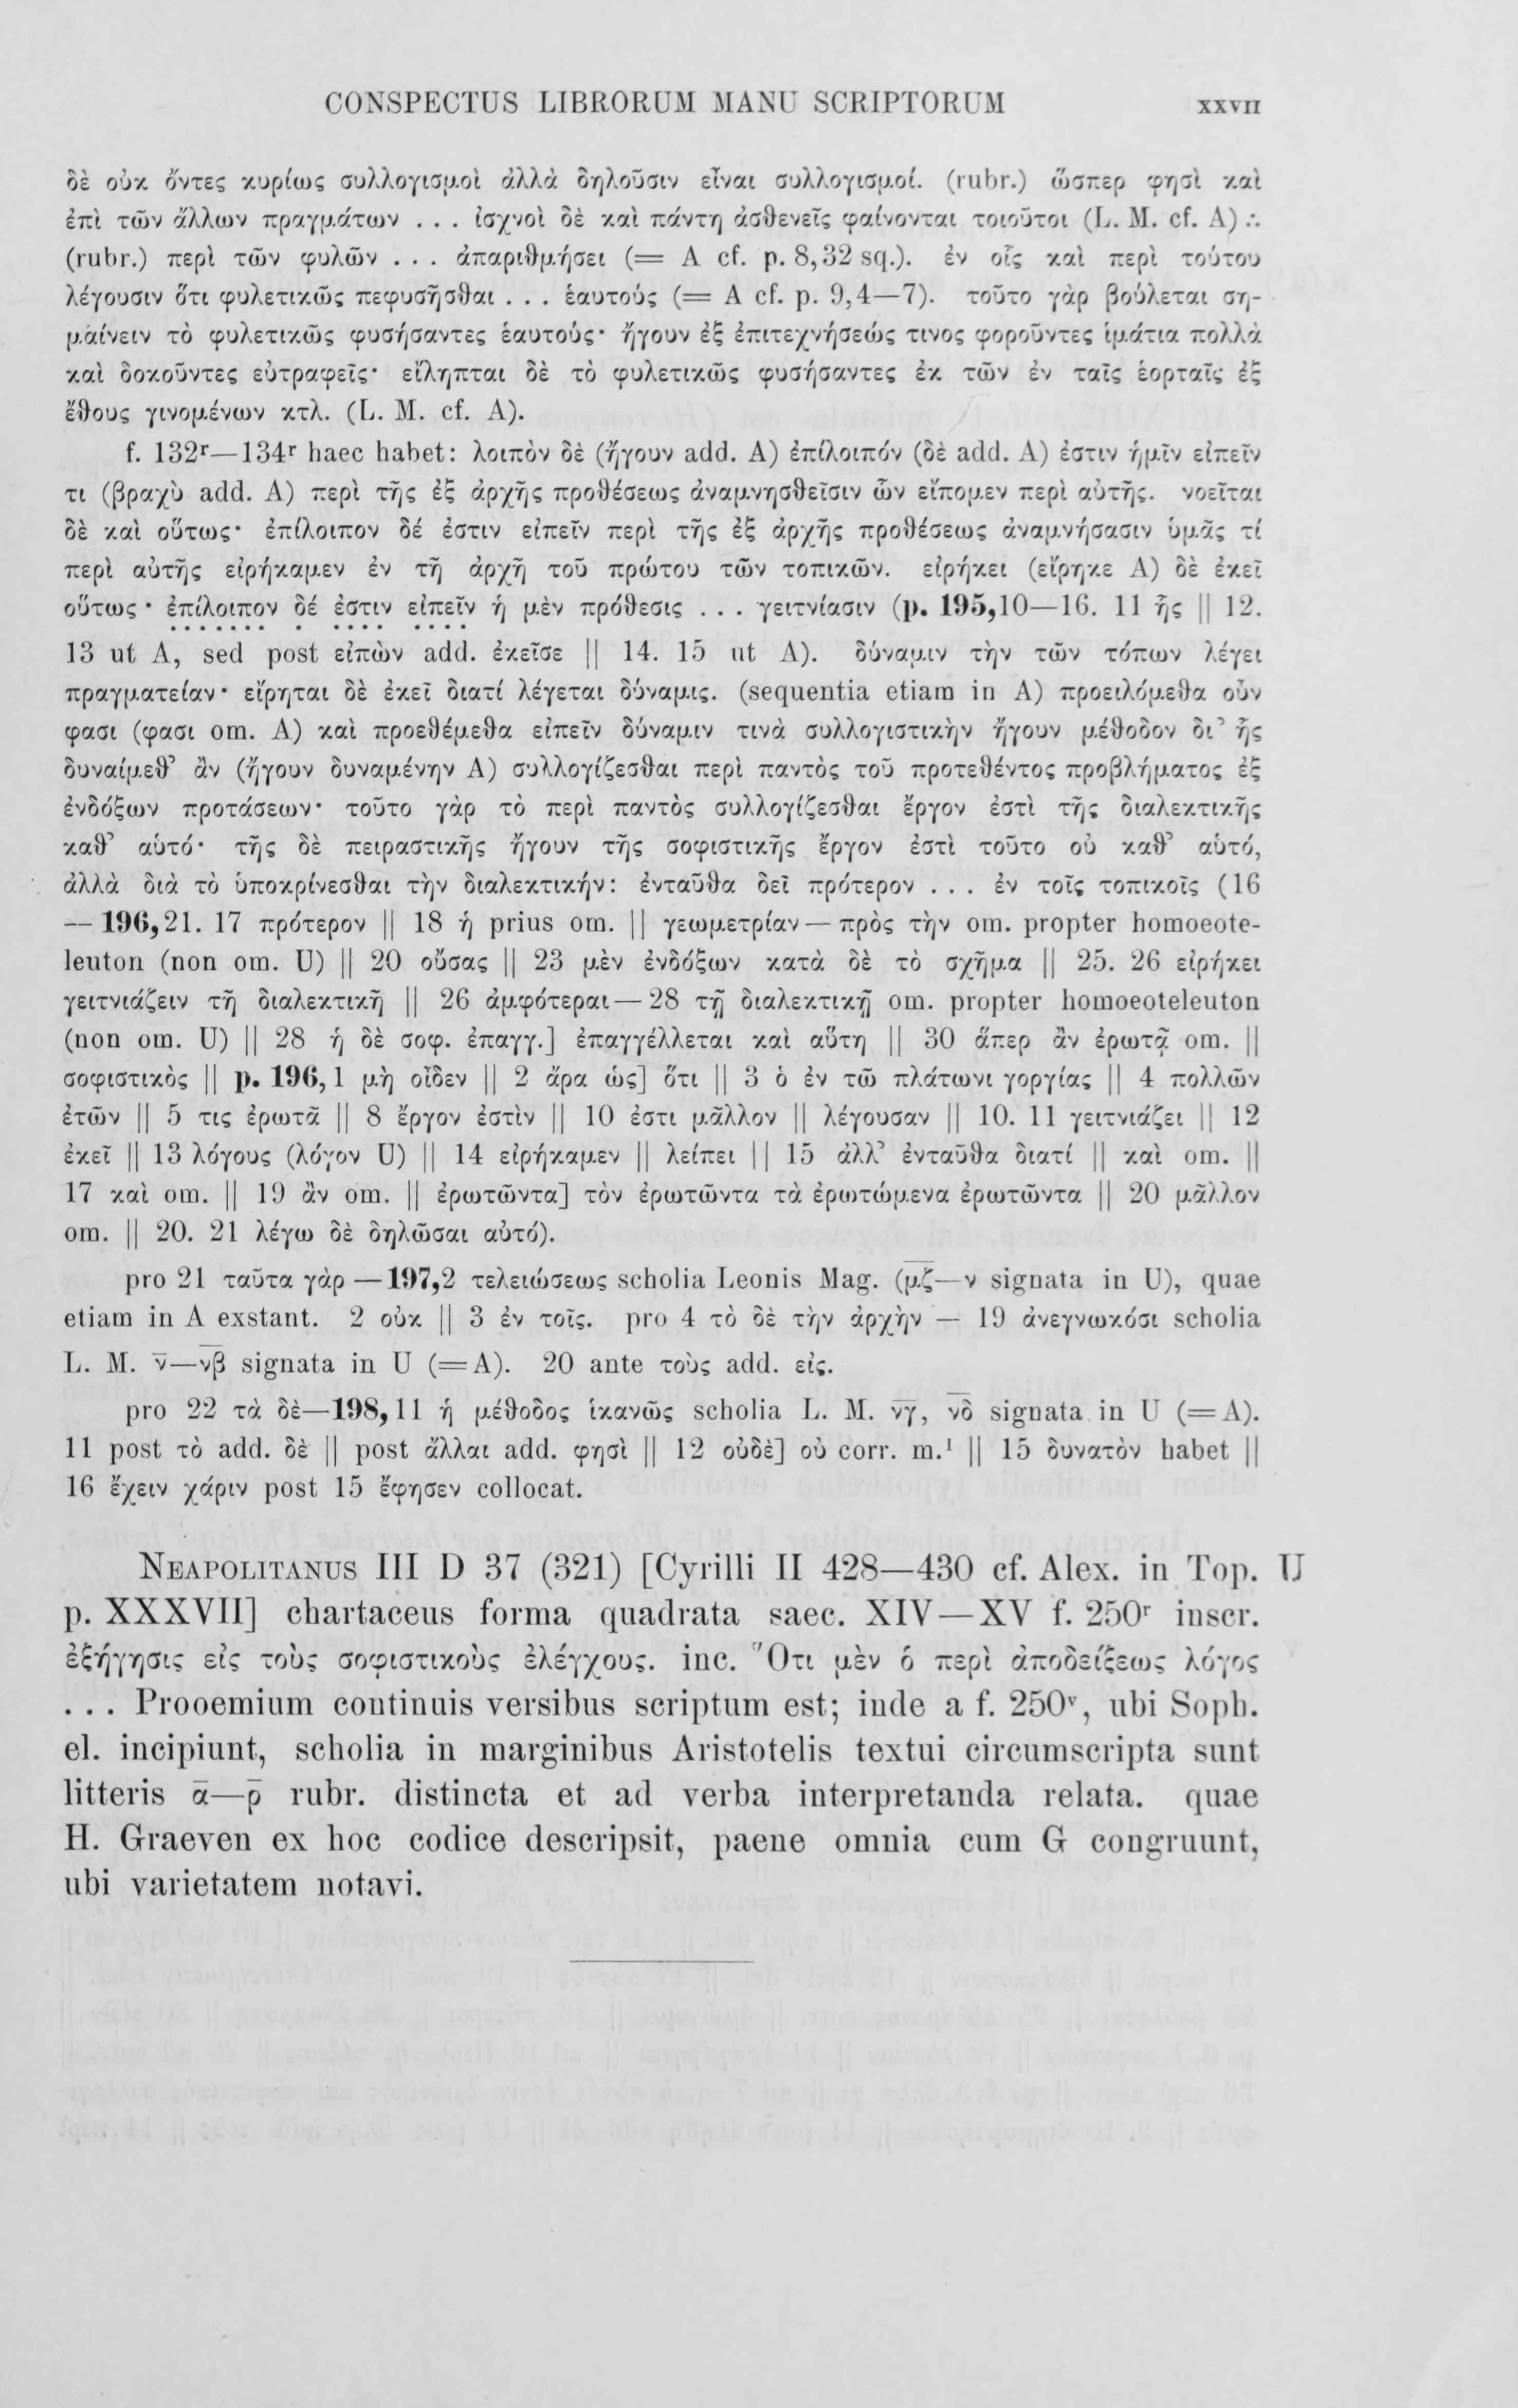 CONSPECTUS LIBRORUM MANU SCRIPTORUM XXVII
δὲ οὐκ ὄντες κυρίως συλλογισμοὶ ἀλλὰ δηλοῦσιν εἶναι συλλογισμοί. (rubr.) ὥσπερ φησὶ καὶ
ἐπὶ τῶν ἄλλων πραγμάτων . . . ἰσχνοὶ δὲ καὶ πάντη ἀσθενεῖς φαίνονται τοιοῦτοι (L. M. cf. A) ∴
(rubr.) περὶ τῶν φυλῶν . . . ἀπαριθμήσει (= A cf. p. 8,32 sq.). ἐν οἷς καὶ περὶ τούτου
λέγουσιν ὅτι φυλετικῶς πεφυσῆσθαι . . . ἑαυτούς (= A cf. p. 9,4—7). τοῦτο γὰρ βούλεται ση-
μαίνειν τὸ φυλετικῶς φυσήσαντες ἑαυτούς· ἤγουν ἐξ ἐπιτεχνήσεώς τινος φοροῦντες ἱμάτια πολλὰ
καὶ δοκοῦντες εὐτραφεῖς· εἴληπται δὲ τὸ φυλετικῶς φυσήσαντες ἐκ τῶν ἐν ταῖς ἑορταῖς ἐξ
ἔθους γινομένων κτλ. (L. M. cf. A).
f. 132ʳ—134ʳ haec habet: λοιπὸν δὲ (ἤγουν add. A) ἐπίλοιπόν (δὲ add. A) ἐστιν ἡμῖν εἰπεῖν
τι (βραχὺ add. A) περὶ τῆς ἐξ ἀρχῆς προθέσεως ἀναμνησθεῖσιν ὧν εἴπομεν περὶ αὐτῆς. νοεῖται
δὲ καὶ οὕτως· ἐπίλοιπον δέ ἐστιν εἰπεῖν περὶ τῆς ἐξ ἀρχῆς προθέσεως ἀναμνήσασιν ὑμᾶς τί
περὶ αὐτῆς εἰρήκαμεν ἐν τῇ ἀρχῇ τοῦ πρώτου τῶν τοπικῶν. εἰρήκει (εἴρηκε A) δὲ ἐκεῖ
οὕτως · ἐπίλοιπον δέ ἐστιν εἰπεῖν ἡ μὲν πρόθεσις . . . γειτνίασιν (p. 195,10—16. 11 ἧς || 12.
13 ut A, sed post εἰπὼν add. ἐκεῖσε || 14. 15 ut A). δύναμιν τὴν τῶν τόπων λέγει
πραγματείαν· εἴρηται δὲ ἐκεῖ διατί λέγεται δύναμις. (sequentia etiam in A) προειλόμεθα οὖν
φασι (φασι om. A) καὶ προεθέμεθα εἰπεῖν δύναμιν τινὰ συλλογιστικὴν ἤγουν μέθοδον δι᾽ ἧς
δυναίμεθ᾽ ἂν (ἤγουν δυναμένην A) συλλογίζεσθαι περὶ παντὸς τοῦ προτεθέντος προβλήματος ἐξ
ἐνδόξων προτάσεων· τοῦτο γὰρ τὸ περὶ παντὸς συλλογίζεσθαι ἔργον ἐστὶ τῆς διαλεκτικῆς
καθ᾽ αὑτό· τῆς δὲ πειραστικῆς ἤγουν τῆς σοφιστικῆς ἔργον ἐστὶ τοῦτο οὐ καθ᾽ αὑτό,
ἀλλὰ διὰ τὸ ὑποκρίνεσθαι τὴν διαλεκτικήν: ἐνταῦθα δεῖ πρότερον . . . ἐν τοῖς τοπικοῖς (16
— 196,21. 17 πρότερον || 18 ἡ prius om. || γεωμετρίαν — πρὸς τὴν om. propter homoeote-
leuton (non om. U) || 20 οὔσας || 23 μὲν ἐνδόξων κατὰ δὲ τὸ σχῆμα || 25. 26 εἰρήκει
γειτνιάζειν τῆ διαλεκτικῆ || 26 ἀμφότεραι — 28 τῇ διαλεκτικῇ om. propter homoeoteleuton
(non om. U) || 28 ἡ δὲ σοφ. ἐπαγγ.] ἐπαγγέλλεται καὶ αὕτη || 30 ἅπερ ἂν ἐρωτᾷ om. ||
σοφιστικὸς || p. 196,1 μὴ οἶδεν || 2 ἄρα ὡς] ὅτι || 3 ὁ ἐν τῶ πλάτωνι γοργίας || 4 πολλῶν
ἐτῶν || 5 τις ἐρωτᾶ || 8 ἔργον ἐστὶν || 10 ἐστι μᾶλλον || λέγουσαν || 10. 11 γειτνιάζει || 12
ἐκεῖ || 13 λόγους (λόγον U) || 14 εἰρήκαμεν || λείπει || 15 ἀλλ᾽ ἐνταῦθα διατί || καὶ om. ||
17 καὶ om. || 19 ἂν om. || ἐρωτῶντα] τὸν ἐρωτῶντα τὰ ἐρωτώμενα ἐρωτῶντα || 20 μᾶλλον
om. || 20. 21 λέγω δὲ δηλῶσαι αὐτό).
pro 21 ταῦτα γὰρ — 197,2 τελειώσεως scholia Leonis Mag. (μ̅ζ̅—ν signata in U), quae
etiam in A exstant. 2 οὐκ || 3 ἐν τοῖς. pro 4 τὸ δὲ τὴν ἀρχὴν — 19 ἀνεγνωκόσι scholia
L. M. ν̅—ν̅β̅ signata in U (= A). 20 ante τοὺς add. εἰς.
pro 22 τὰ δὲ—198,11 ἡ μέθοδος ἱκανῶς scholia L. M. ν̅γ̅, ν̅δ̅ signata in U (= A).
11 post τὸ add. δὲ || post ἄλλαι add. φησὶ || 12 οὐδὲ] οὐ corr. m.¹ || 15 δυνατὸν habet ||
16 ἔχειν χάριν post 15 ἔφησεν collocat.
NEAPOLITANUS III D 37 (321) [Cyrilli II 428—430 cf. Alex. in Top. U
p. XXXVII] chartaceus forma quadrata saec. XIV—XV f. 250ʳ inscr.
ἐξήγησις εἰς τοὺς σοφιστικοὺς ἐλέγχους. inc. Ὅτι μὲν ὁ περὶ ἀποδείξεως λόγος
. . . Prooemium continuis versibus scriptum est; inde a f. 250ᵛ, ubi Soph.
el. incipiunt, scholia in marginibus Aristotelis textui circumscripta sunt
litteris α̅—ρ̅ rubr. distincta et ad verba interpretanda relata. quae
H. Graeven ex hoc codice descripsit, paene omnia cum G congruunt,
ubi varietatem notavi.